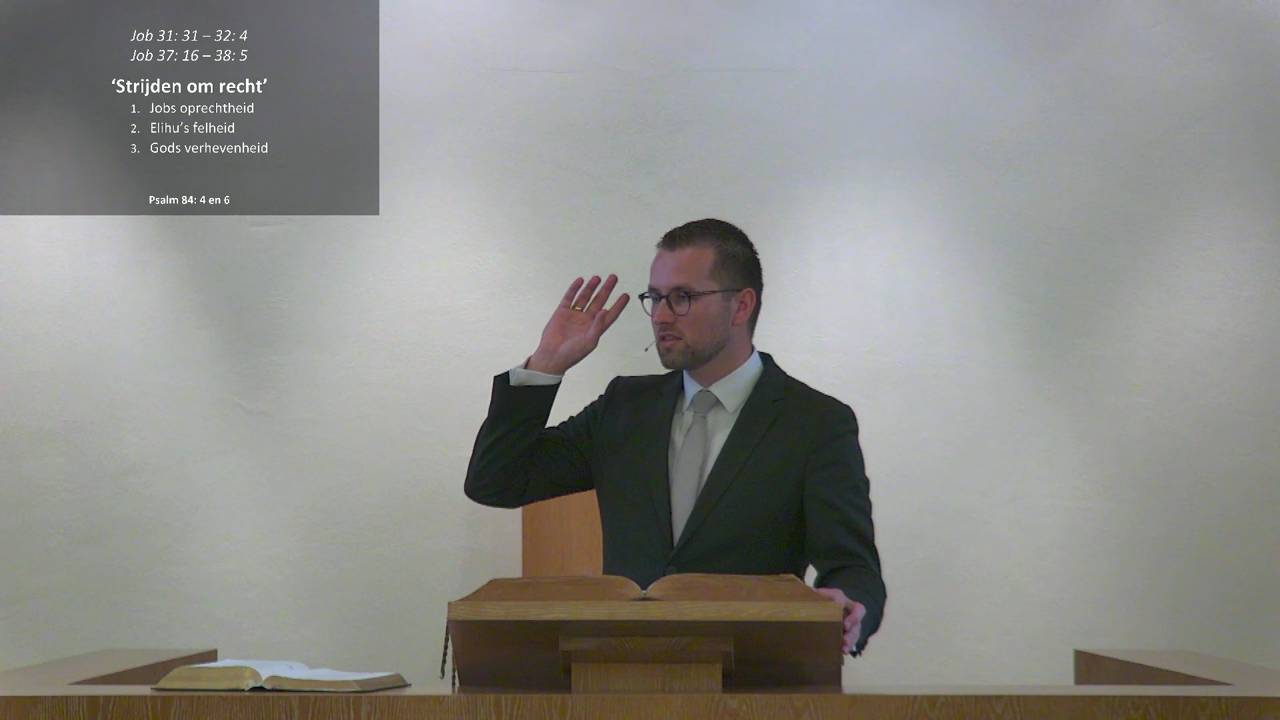 Job 31: 31 – 32: 4
Job 37: 16 – 38: 5
‘Strijden om recht’
1. Jobs oprechtheid
2. Elihu’s felheid
3. Gods verhevenheid
Psalm 84: 4 en 6